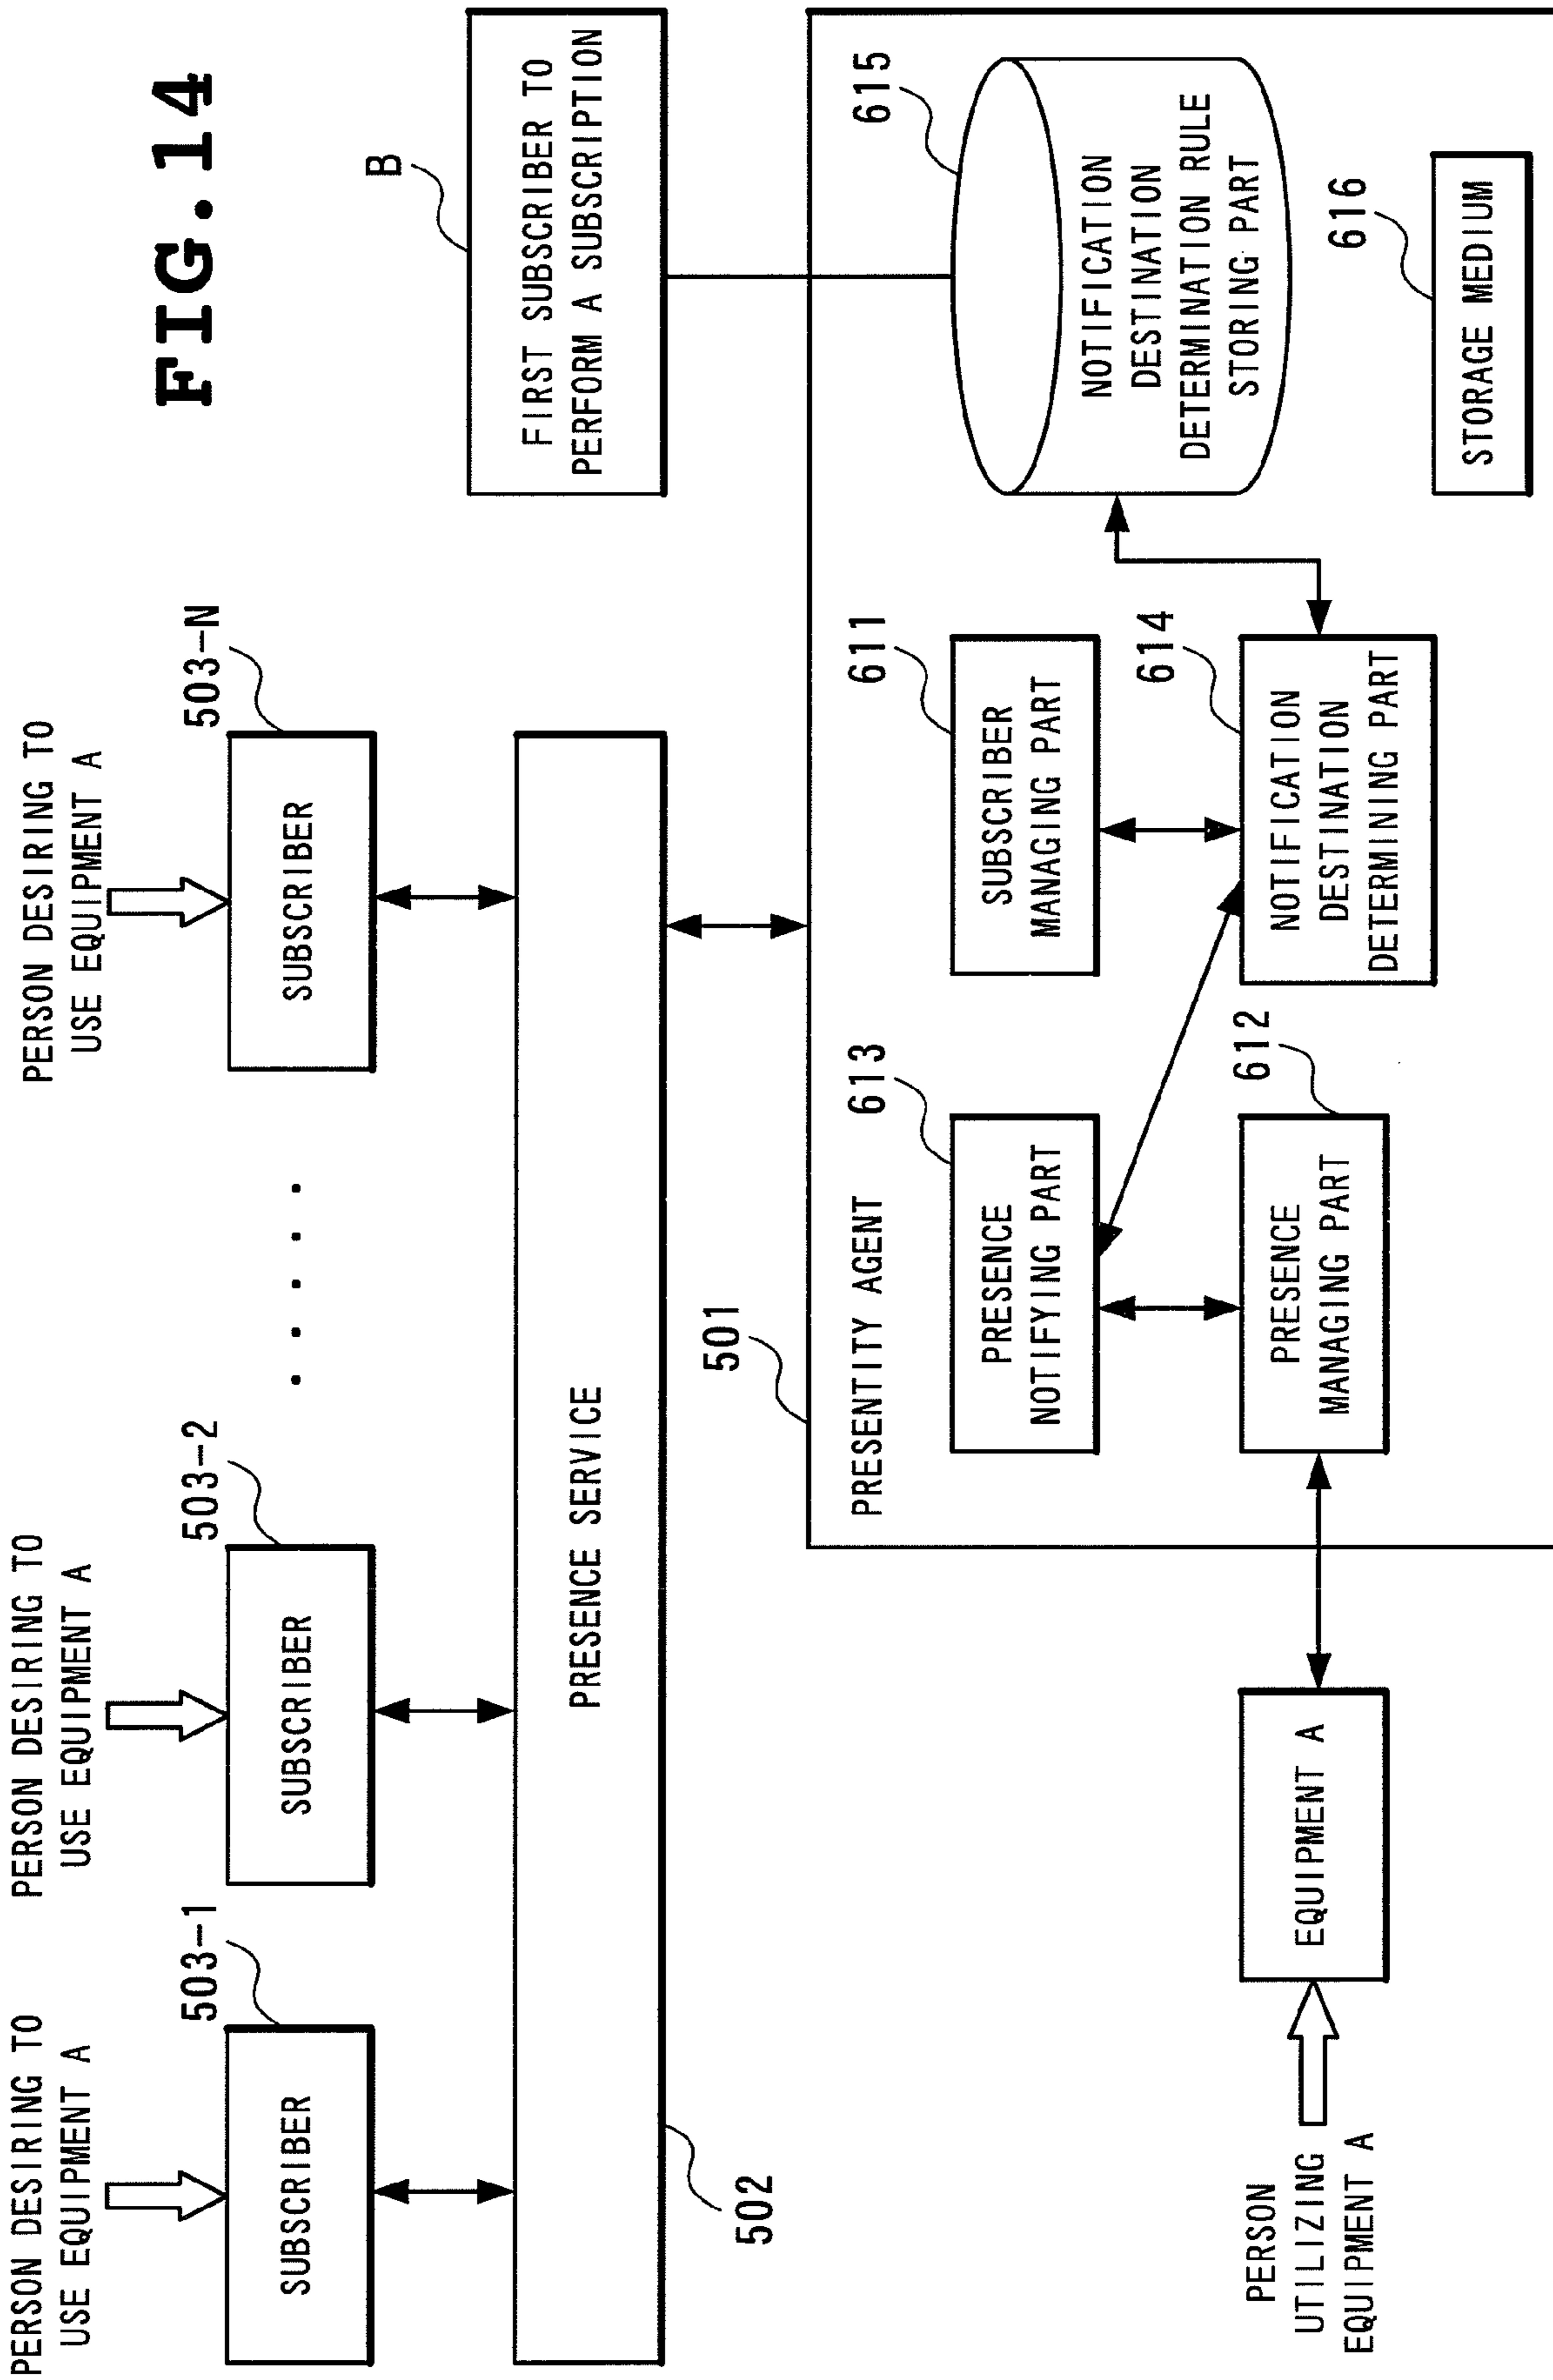 FIG. 14
PERSON DESIRING TO
USE EQUIPMENT A
PERSON DESIRING TO
USE EQUIPMENT A
PERSON DESIRING TO
USE EQUIPMENT A
503-1
503-2
503-N
SUBSCRIBER
SUBSCRIBER
. . . . .
SUBSCRIBER
B
FIRST SUBSCRIBER TO
PERFORM A SUBSCRIPTION
PRESENCE SERVICE
502
501
PRESENTITY AGENT
613
PRESENCE
NOTIFYING PART
611
SUBSCRIBER
MANAGING PART
615
NOTIFICATION
DESTINATION
DETERMINATION RULE
STORING PART
PERSON
UTILIZING
EQUIPMENT A
EQUIPMENT A
612
PRESENCE
MANAGING PART
614
NOTIFICATION
DESTINATION
DETERMINING PART
616
STORAGE MEDIUM